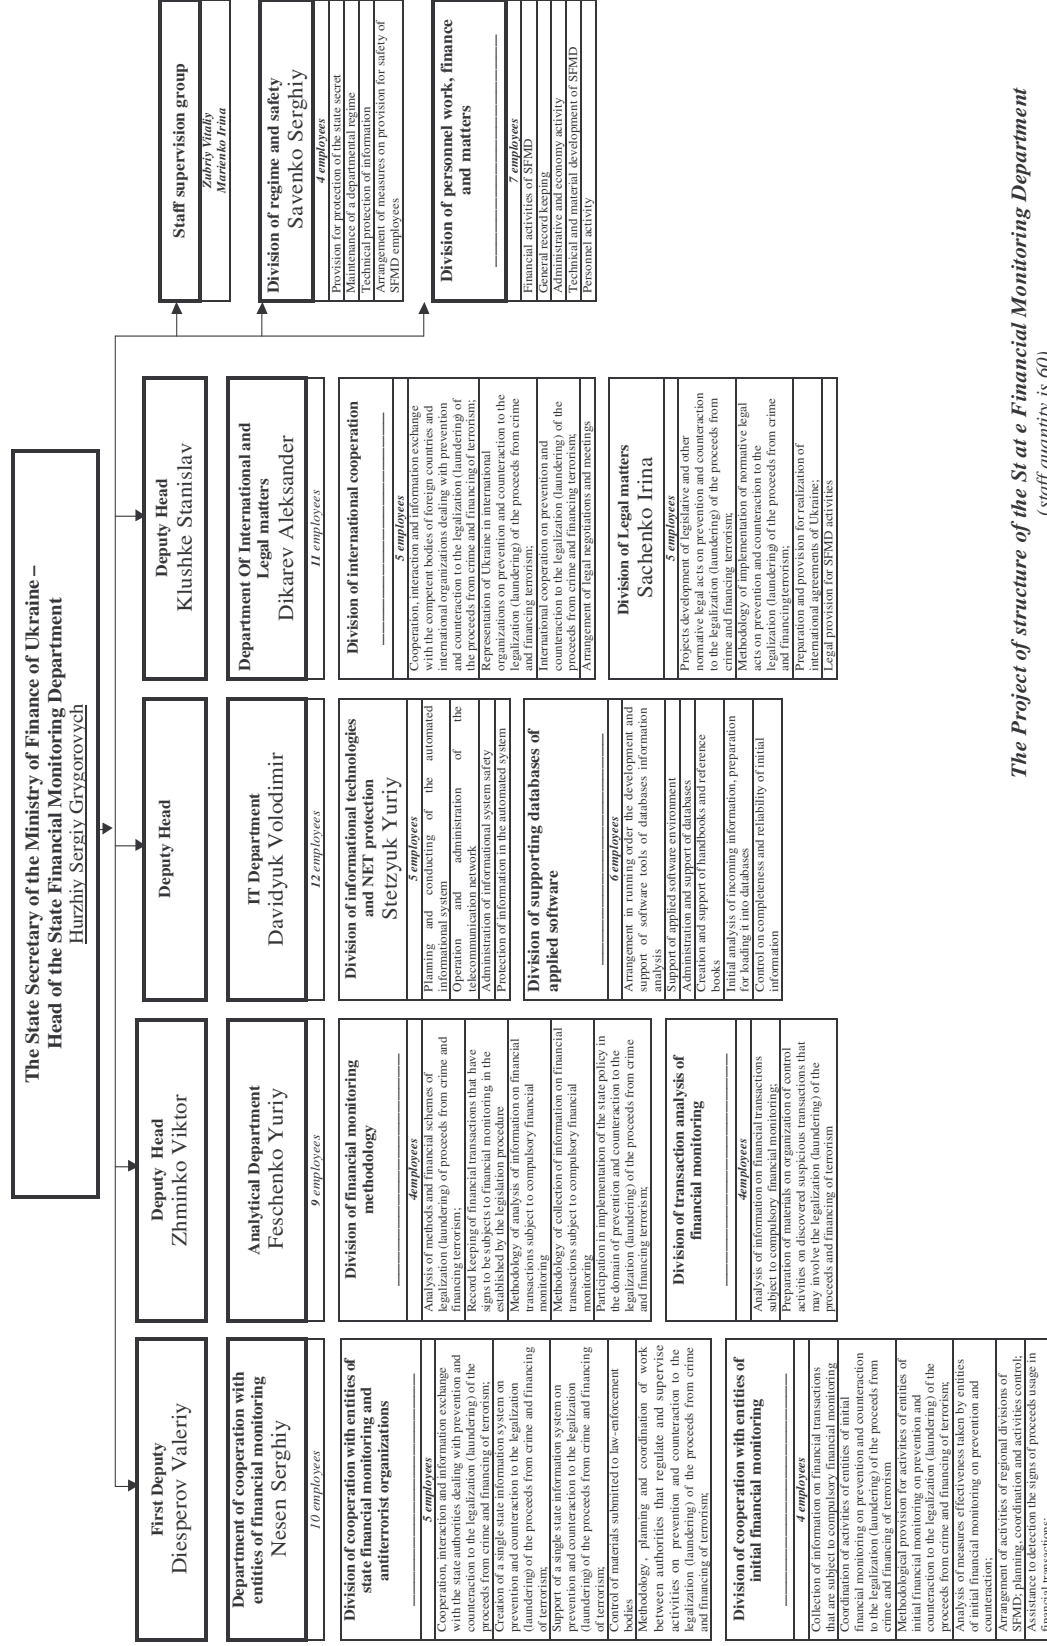 The State Secretary of the Ministry of Finance of Ukraine –
Head of the State Financial Monitoring Department
Hurzhiy Sergiy Grygorovych
First Deputy
Diesperov Valeriy
Department of cooperation with
entities of financial monitoring
Nesen Serghiy
10 employees
Division of cooperation with entities of
state financial monitoring and
antiterrorist organizations
5 employees
Cooperation, interaction and information exchange
with the state authorities dealing with prevention and
counteraction to the legalization (laundering) of the
proceeds from crime and financing of terrorism;
Creation of a single state information system on
prevention and counteraction to the legalization
(laundering) of the proceeds from crime and financing
of terrorism;
Support of a single state information system on
prevention and counteraction to the legalization
(laundering) of the proceeds from crime and financing
of terrorism;
Control of materials submitted to law-enforcement
bodies
Methodology, planning and coordination of work
between authorities that regulate and supervise
activities on prevention and counteraction to the
legalization (laundering) of the proceeds from crime
and financing of terrorism;
Division of cooperation with entities of
initial financial monitoring
4 employees
Collection of information on financial transactions
that are subject to compulsory financial monitoring
Coordination of activities of entities of initial
financial monitoring on prevention and counteraction
to the legalization (laundering) of the proceeds from
crime and financing of terrorism
Methodological provision for activities of entities of
initial financial monitoring on prevention and
counteraction to the legalization (laundering) of the
proceeds from crime and financing of terrorism;
Analysis of measures effectiveness taken by entities
of initial financial monitoring on prevention and
counteraction;
Arrangement of activities of regional divisions of
SFMD; planning, coordination and activities control;
Assistance to detection the signs of proceeds usage in
financial transactions;
Deputy Head
Zhminko Viktor
Analytical Department
Feschenko Yuriy
9 employees
Division of financial monitoring
methodology
4employees
Analysis of methods and financial schemes of
legalization (laundering) of proceeds from crime and
financing terrorism;
Record keeping of financial transactions that have
signs to be subjects to financial monitoring in the
established by the legislation procedure
Methodology of analysis of information on financial
transactions subject to compulsory financial
monitoring
Methodology of collection of information on financial
transactions subject to compulsory financial
monitoring
Participation in implementation of the state policy in
the domain of prevention and counteraction to the
legalization (laundering) of the proceeds from crime
and financing terrorism;
Division of transaction analysis of
financial monitoring
4employees
Analysis of information on financial transactions
subject to compulsory financial monitoring;
Preparation of materials on organization of control
activities on discovered suspicious transactions that
may involve the legalization (laundering) of the
proceeds and financing of terrorism
Deputy Head
IT Department
Davidyuk Volodimir
12 employees
Division of informational technologies
and NET protection
Stetzyuk Yuriy
5 employees
Planning and conducting of the automated
informational system
Operation and administration of the
telecommunication network
Administration of informational system safety
Protection of information in the automated system
Division of supporting databases of
applied software
6 employees
Arrangement in running order the development and
support of software tools of databases information
analysis
Support of applied software environment
Administration and support of databases
Creation and support of handbooks and reference
books
Initial analysis of incoming information, preparation
for loading it into databases
Control on completeness and reliability of initial
information
Deputy Head
Klushke Stanislav
Department Of International and
Legal matters
Dikarev Aleksander
11 employees
Division of international cooperation
5 employees
Cooperation, interaction and information exchange
with the competent bodies of foreign countries and
international organizations dealing with prevention
and counteraction to the legalization (laundering) of
the proceeds from crime and financing of terrorism;
Representation of Ukraine in international
organizations on prevention and counteraction to the
legalization (laundering) of the proceeds from crime
and financing terrorism;
International cooperation on prevention and
counteraction to the legalization (laundering) of the
proceeds from crime and financing terrorism;
Arrangement of legal negotiations and meetings
Division of Legal matters
Sachenko Irina
5 employees
Projects development of legislative and other
normative legal acts on prevention and counteraction
to the legalization (laundering) of the proceeds from
crime and financing terrorism;
Methodology of implementation of normative legal
acts on prevention and counteraction to the
legalization (laundering) of the proceeds from crime
and financing terrorism;
Preparation and provision for realization of
international agreements of Ukraine;
Legal provision for SFMD activities
Staff supervision group
Zubriy Vitaliy
Marienko Irina
Division of regime and safety
Savenko Serghiy
4 employees
Provision for protection of the state secret
Maintenance of a departmental regime
Technical protection of information
Arrangement of measures on provision for safety of
SFMD employees
Division of personnel work, finance
and matters
7 employees
Financial activities of SFMD
General record keeping
Administrative and economy activity
Technical and material development of SFMD
Personnel activity
The Project of structure of the Stat e Financial Monitoring Department
(staff quantity is 60)